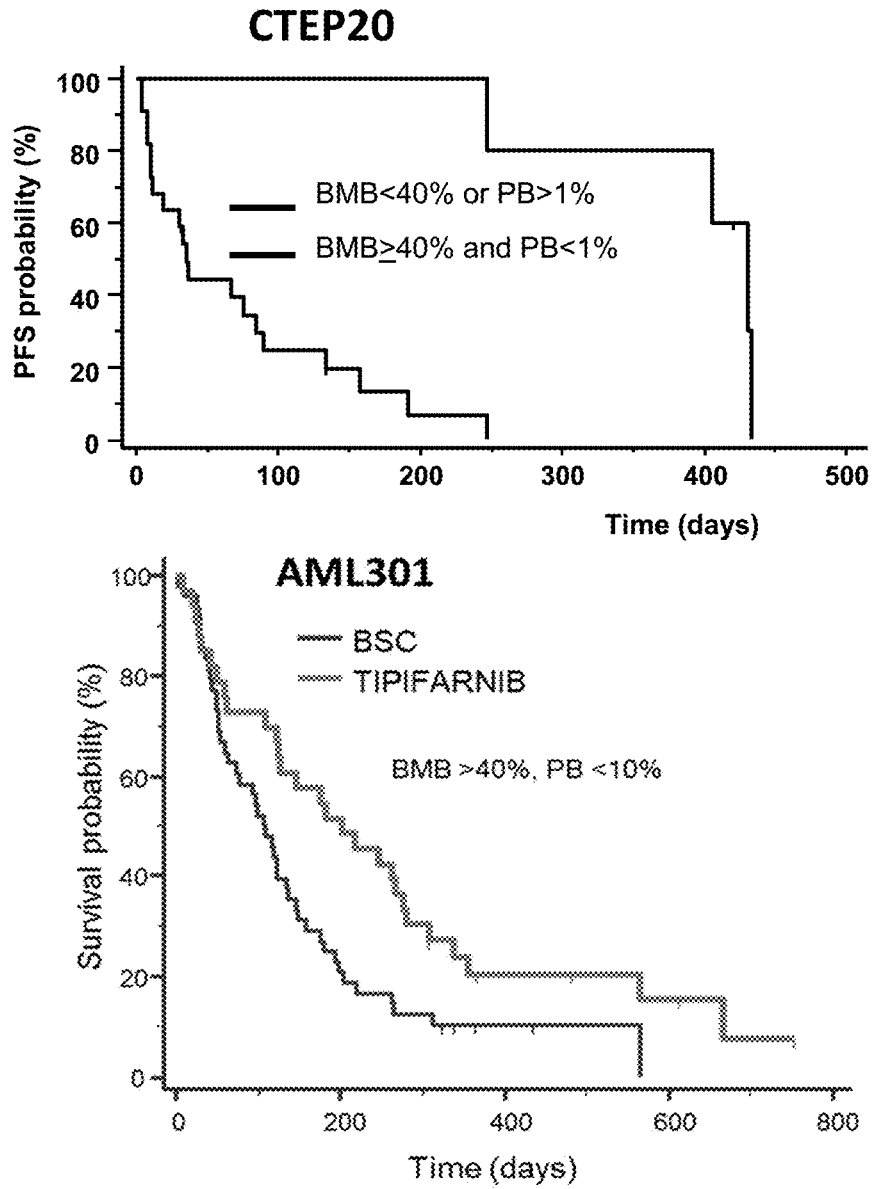 CTEP20
PFS probability (%)
100
80
60
40
20
0
BMB<40% or PB>1%
BMB≥40% and PB<1%
0 100 200 300 400 500
Time (days)
AML301
Survival probability (%)
100
80
60
40
20
0
BSC
TIPIFARNIB
BMB >40%, PB <10%
0 200 400 600 800
Time (days)